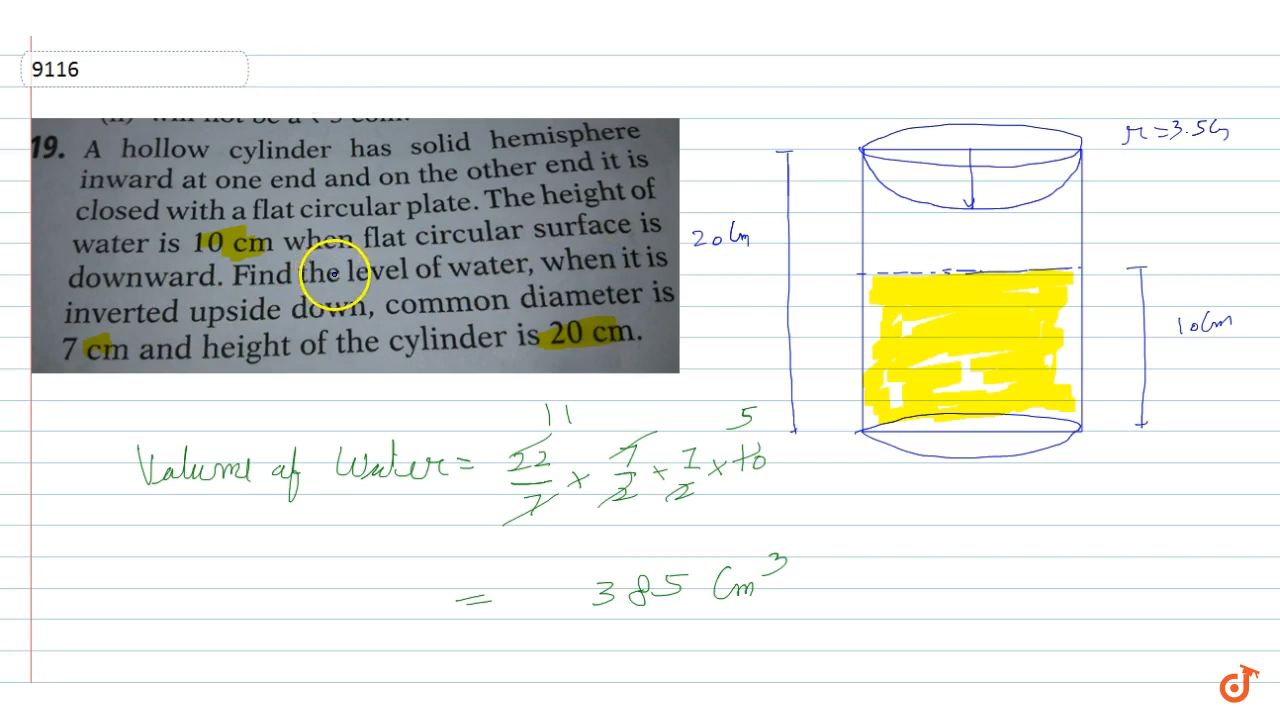 9116
19. A hollow cylinder has solid hemisphere
inward at one end and on the other end it is
closed with a flat circular plate. The height of
water is 10 cm when flat circular surface is
downward. Find the level of water, when it is
inverted upside down, common diameter is
7 cm and height of the cylinder is 20 cm.
r = 3.5 cm
20 cm
10 cm
Volume of Water = 22/7 × 7/2 × 7/2 × 10
11 5
= 385 cm³